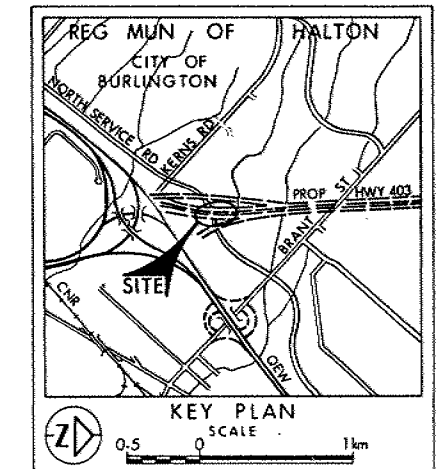 REG MUN OF HALTON
CITY OF
BURLINGTON
NORTH SERVICE RD
KERNS RD
PROP HWY 403
BRANT ST
SITE
CNR
QEW
KEY PLAN
SCALE
Z
0.5 0 1km